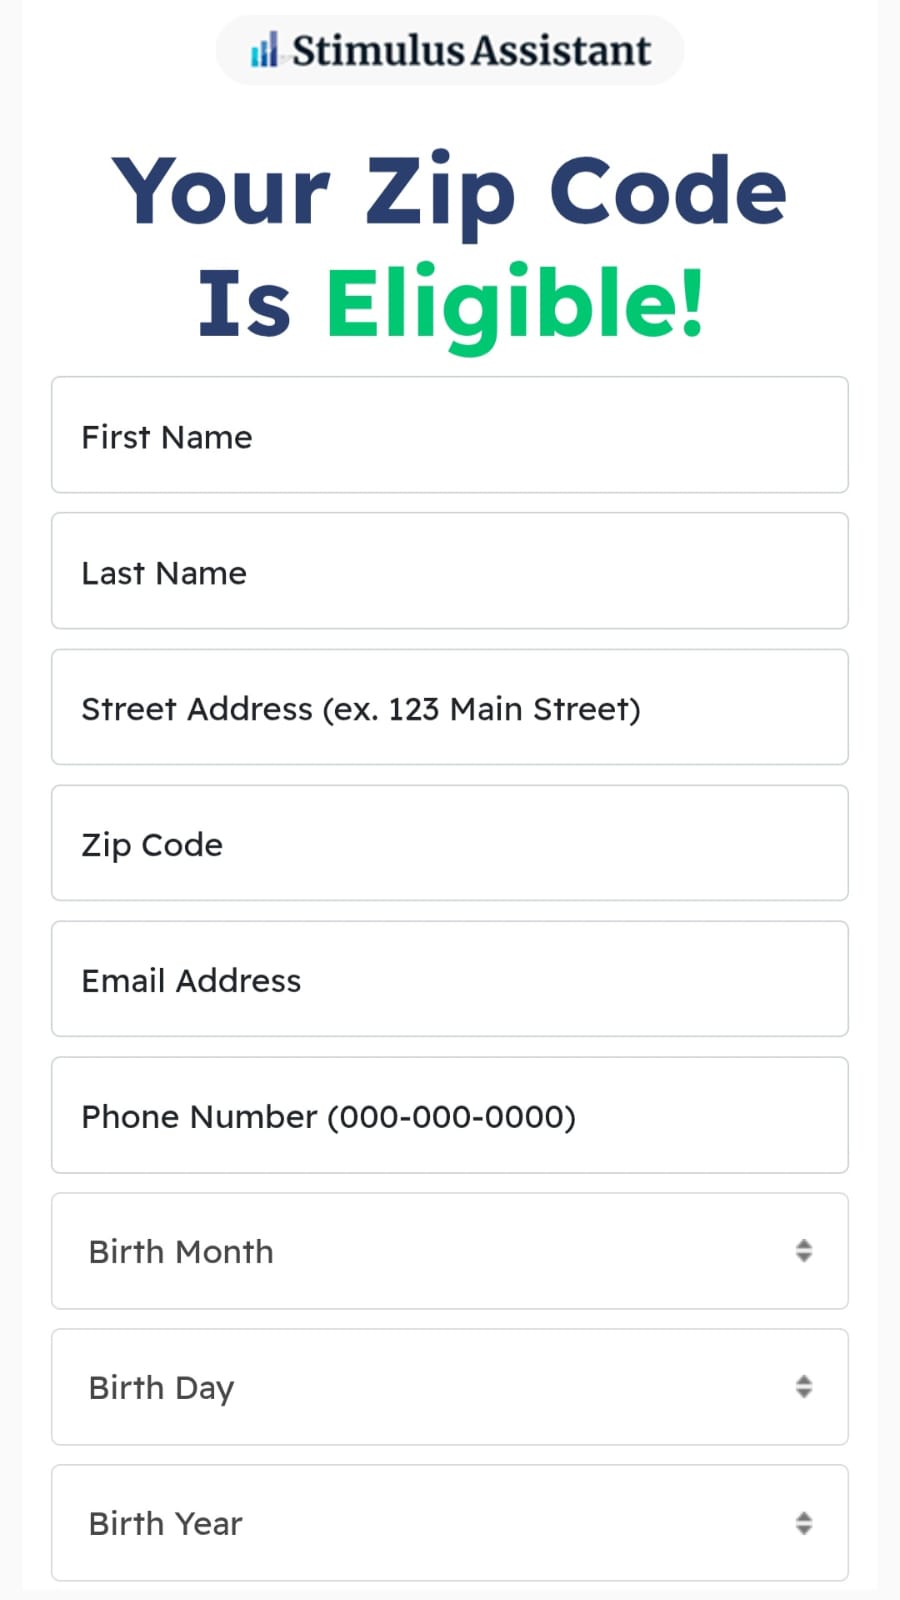 Stimulus Assistant
Your Zip Code
Is Eligible!
First Name
Last Name
Street Address (ex. 123 Main Street)
Zip Code
Email Address
Phone Number (000-000-0000)
Birth Month
Birth Day
Birth Year